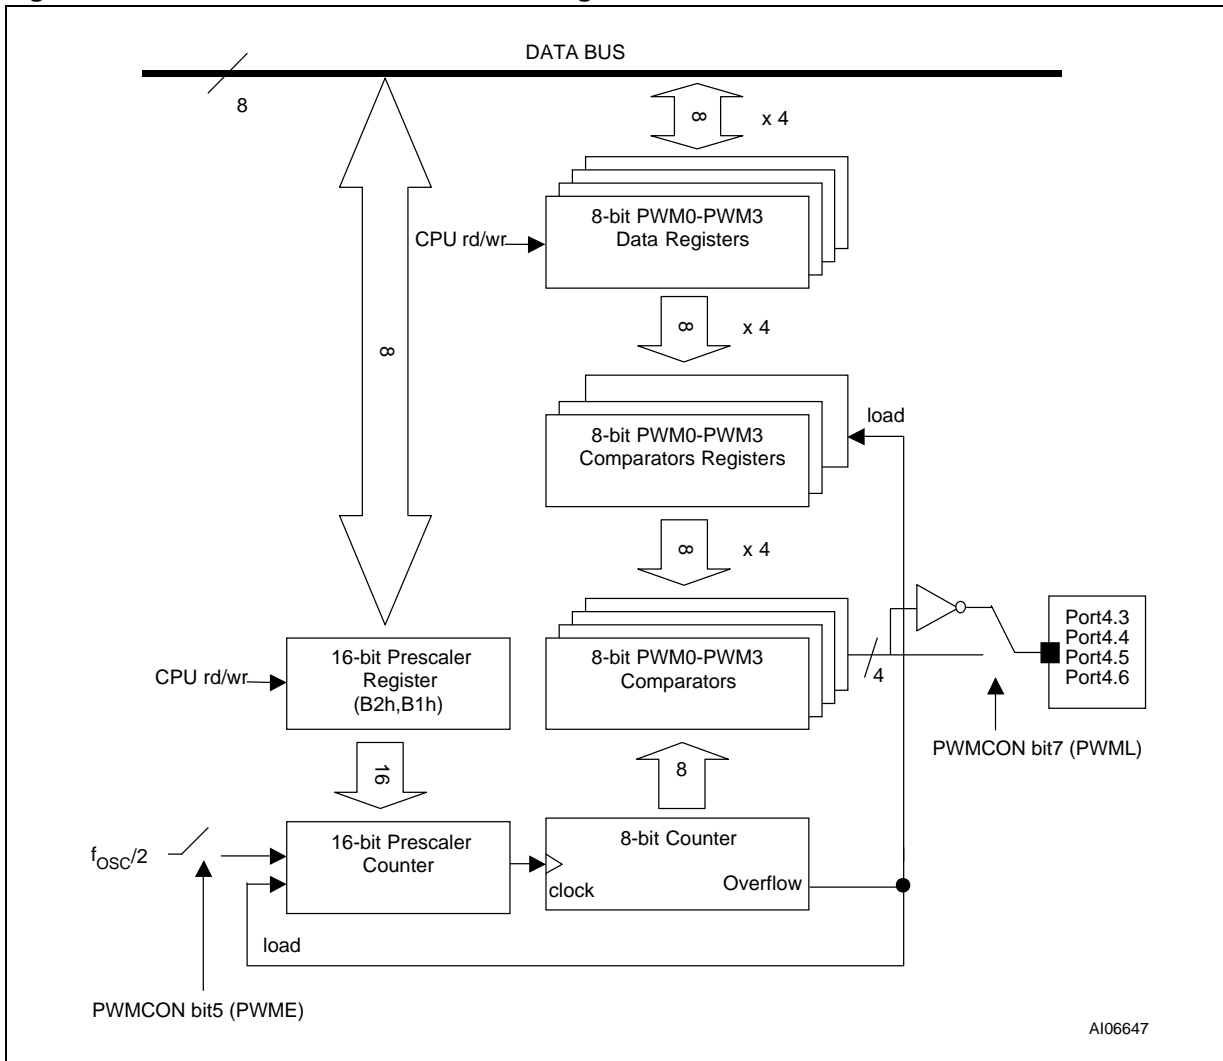 DATA BUS
8
8
x 4
8-bit PWM0-PWM3
Data Registers
CPU rd/wr
8
x 4
8
load
8-bit PWM0-PWM3
Comparators Registers
8
x 4
Port4.3
Port4.4
Port4.5
Port4.6
16-bit Prescaler
Register
(B2h,B1h)
CPU rd/wr
8-bit PWM0-PWM3
Comparators
4
PWMCON bit7 (PWML)
16
8
fOSC/2
16-bit Prescaler
Counter
8-bit Counter
clock
Overflow
load
PWMCON bit5 (PWME)
AI06647